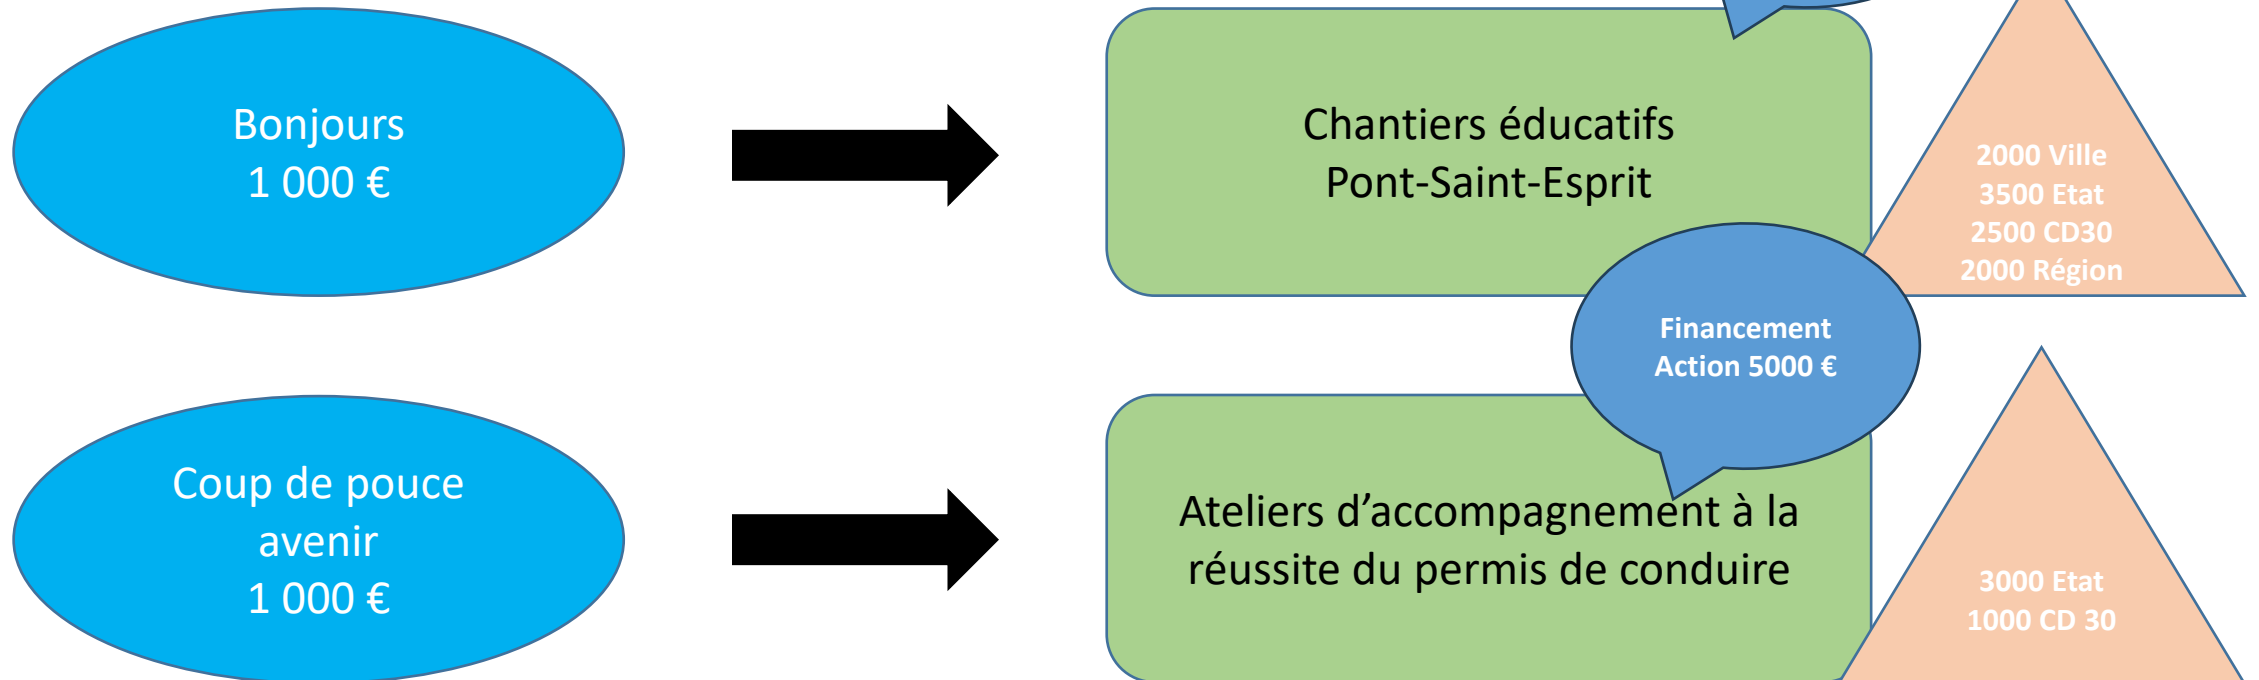 Bonjours
1 000 €
Chantiers éducatifs
Pont-Saint-Esprit
2000 Ville
3500 Etat
2500 CD30
2000 Région
Financement
Action 5000 €
Coup de pouce
avenir
1 000 €
Ateliers d’accompagnement à la
réussite du permis de conduire
3000 Etat
1000 CD 30